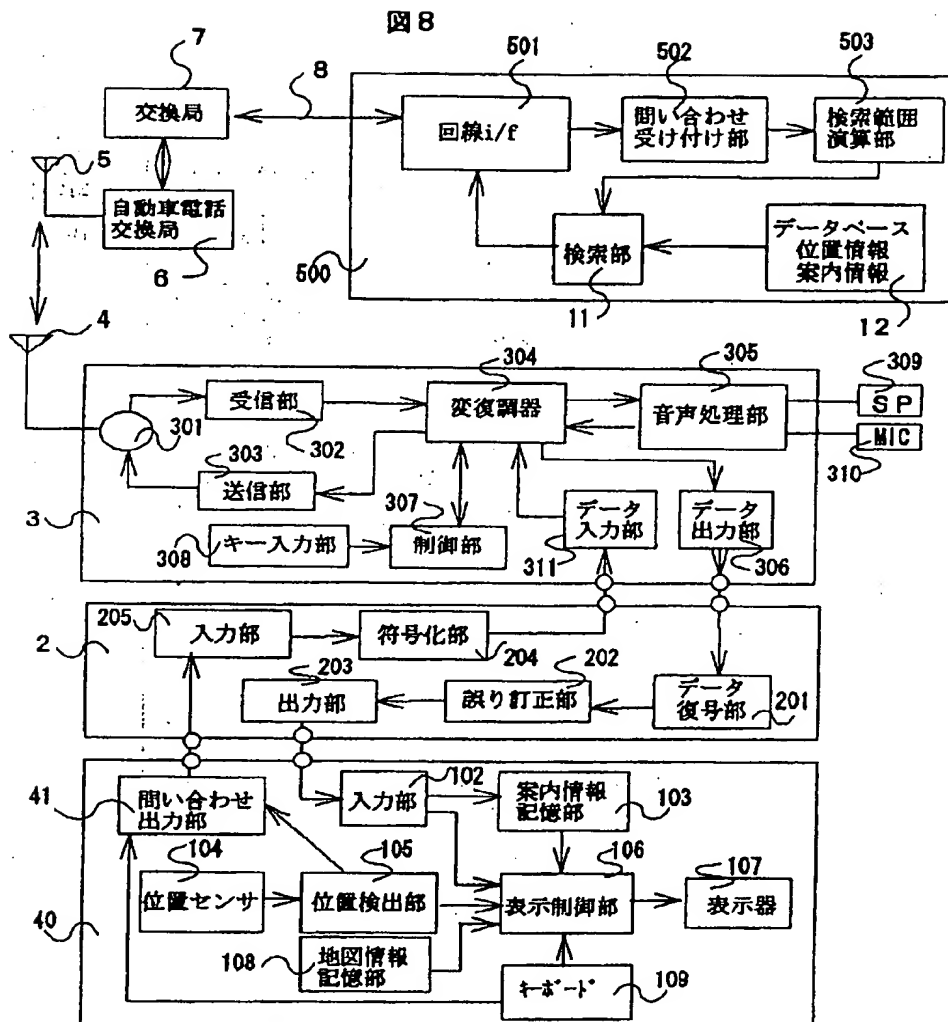 図8
7
交換局
8
5
自動車電話
交換局
6
4
501
回線i/f
502
問い合わせ
受け付け部
503
検索範囲
演算部
500
検索部
11
データベース
位置情報
案内情報
12
304
305
309
受信部
302
変復調器
音声処理部
SP
MIC
310
301
303
送信部
3
307
キー入力部
308
制御部
データ
入力部
311
データ
出力部
306
205
入力部
符号化部
204
2
203
出力部
202
誤り訂正部
データ
復号部
201
41
問い合わせ
出力部
102
入力部
案内情報
記憶部
103
104
位置センサ
105
位置検出部
106
表示制御部
107
表示器
40
108
地図情報
記憶部
キーボード
109